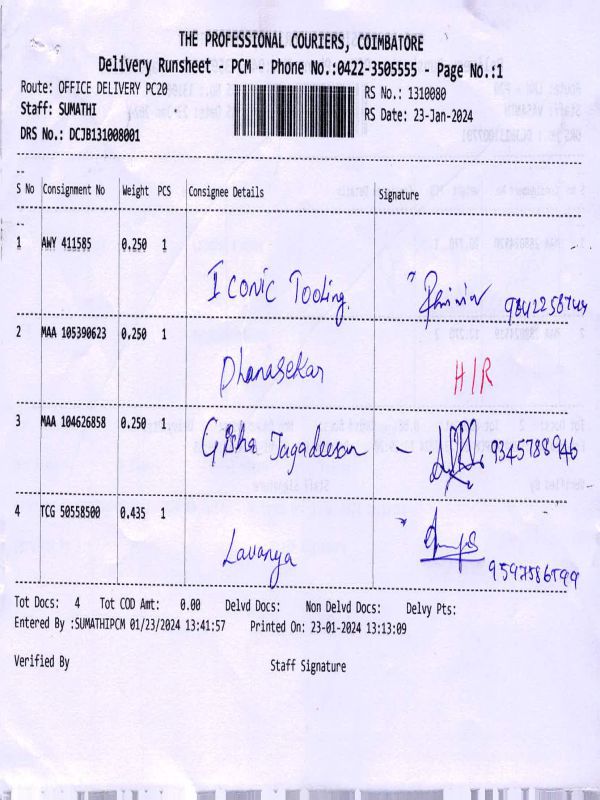 THE PROFESSIONAL COURIERS, COIMBATORE
Delivery Runsheet - PCM - Phone No.:0422-3505555 - Page No.:1
Route: OFFICE DELIVERY PC20 RS No.: 1310080
Staff: SUMATHI RS Date: 23-Jan-2024
DRS No.: DCJB131008001
S No Consignment No Weight PCS Consignee Details Signature
1 AWY 411585 0.250 1
Iconic Tooling.
2 MAA 105390623 0.250 1
Dhanasekar H/R
3 MAA 104626858 0.250 1
Jagadeesan - 9345788946
4 TCG 50558500 0.435 1
Lavanya
9597586799
Tot Docs: 4 Tot COD Amt: 0.00 Delvd Docs: Non Delvd Docs: Delvy Pts:
Entered By :SUMATHIPCM 01/23/2024 13:41:57 Printed On: 23-01-2024 13:13:09
Verified By Staff Signature